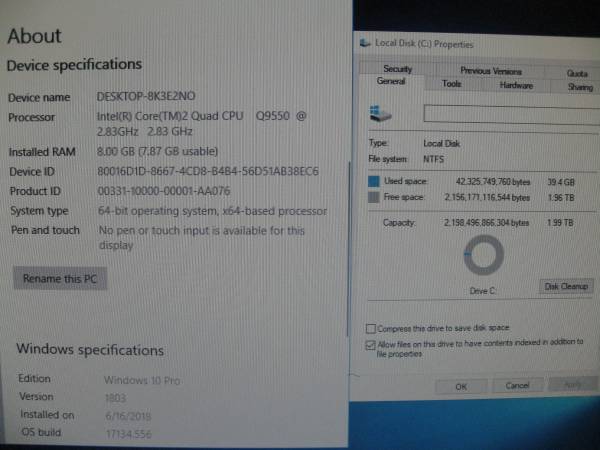 About
Device specifications
Device name DESKTOP-8K3E2NO
Processor Intel(R) Core(TM)2 Quad CPU Q9550 @
2.83GHz 2.83 GHz
Installed RAM 8.00 GB (7.87 GB usable)
Device ID 80016D1D-8667-4CD8-B4B4-56D51AB38EC6
Product ID 00331-10000-00001-AA076
System type 64-bit operating system, x64-based processor
Pen and touch No pen or touch input is available for this
display
Rename this PC
Windows specifications
Edition Windows 10 Pro
Version 1803
Installed on 6/16/2018
OS build 17134.556
Local Disk (C:) Properties
Security Previous Versions Quota
General Tools Hardware Sharing
Type: Local Disk
File system: NTFS
Used space: 42,325,749,760 bytes 39.4 GB
Free space: 2,156,171,116,544 bytes 1.96 TB
Capacity: 2,198,496,866,304 bytes 1.99 TB
Drive C: Disk Cleanup
Compress this drive to save disk space
Allow files on this drive to have contents indexed in addition to
file properties
OK Cancel Apply